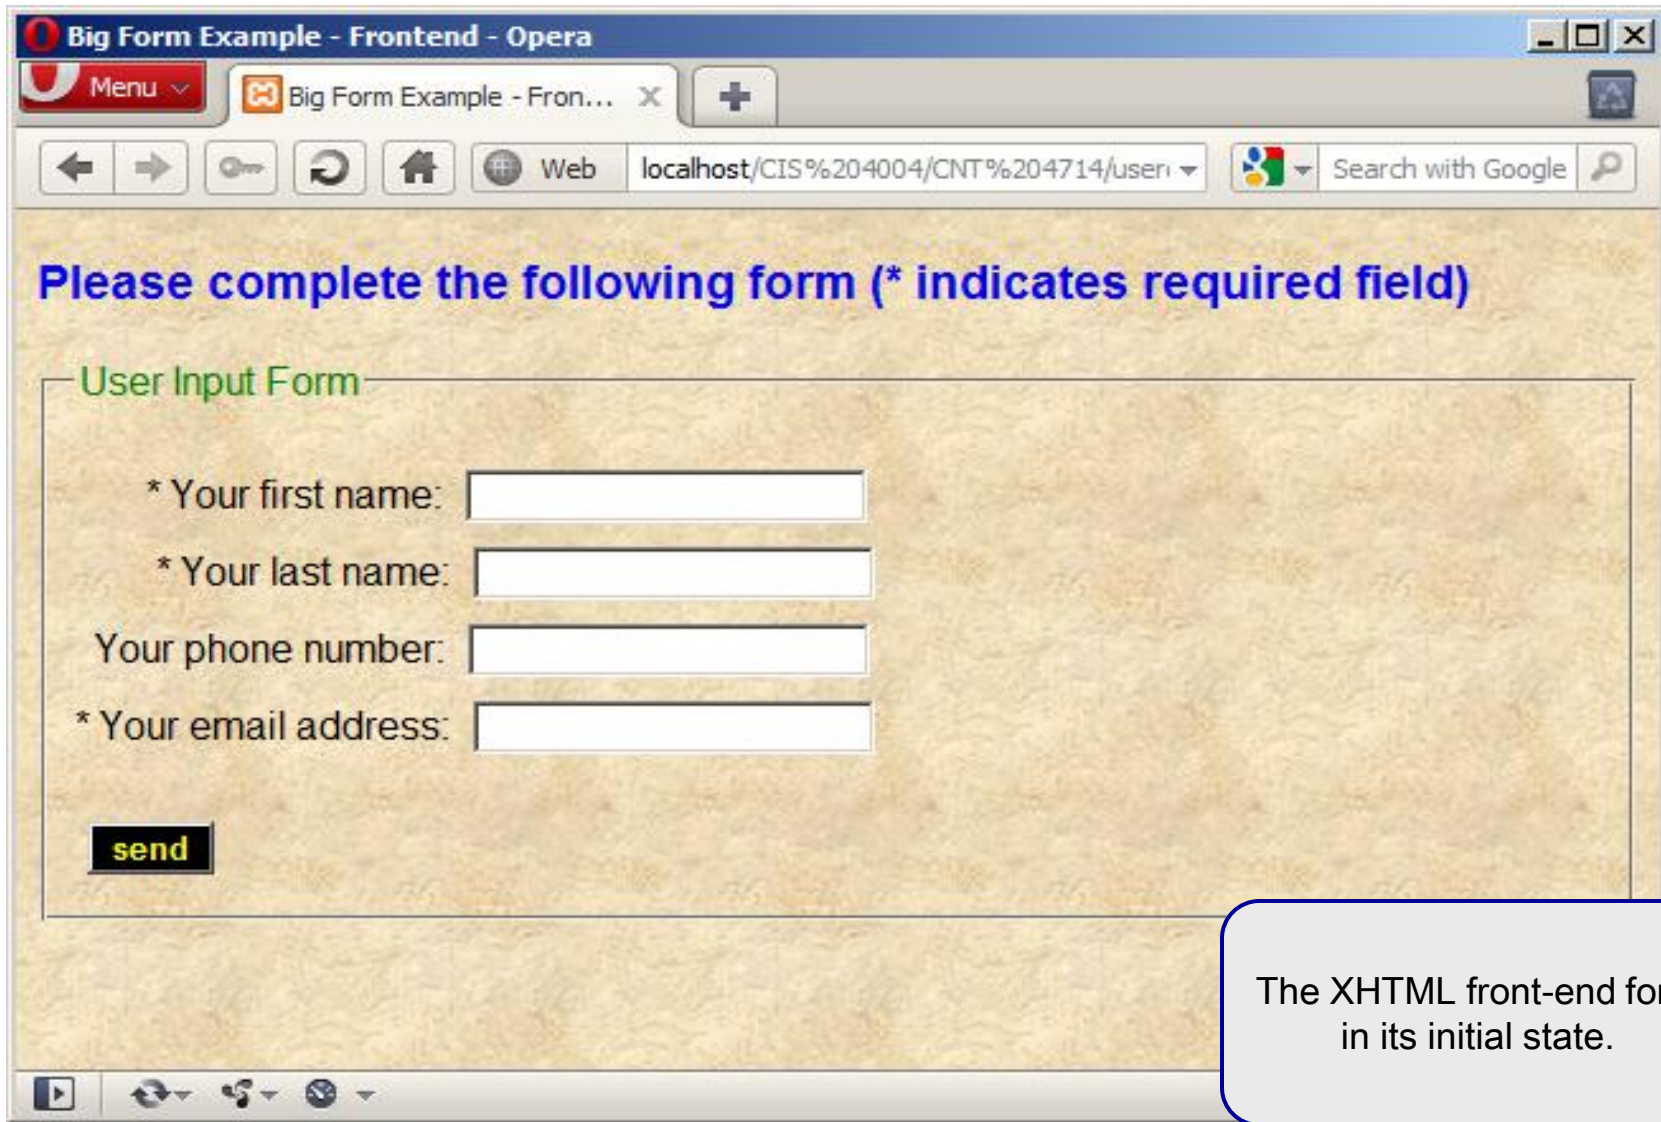 Big Form Example - Frontend - Opera
Menu
Big Form Example - Fron...
Web
localhost/CIS%204004/CNT%204714/user
Search with Google
Please complete the following form (* indicates required field)
User Input Form
* Your first name:
* Your last name:
Your phone number:
* Your email address:
send
The XHTML front-end
in its initial state.